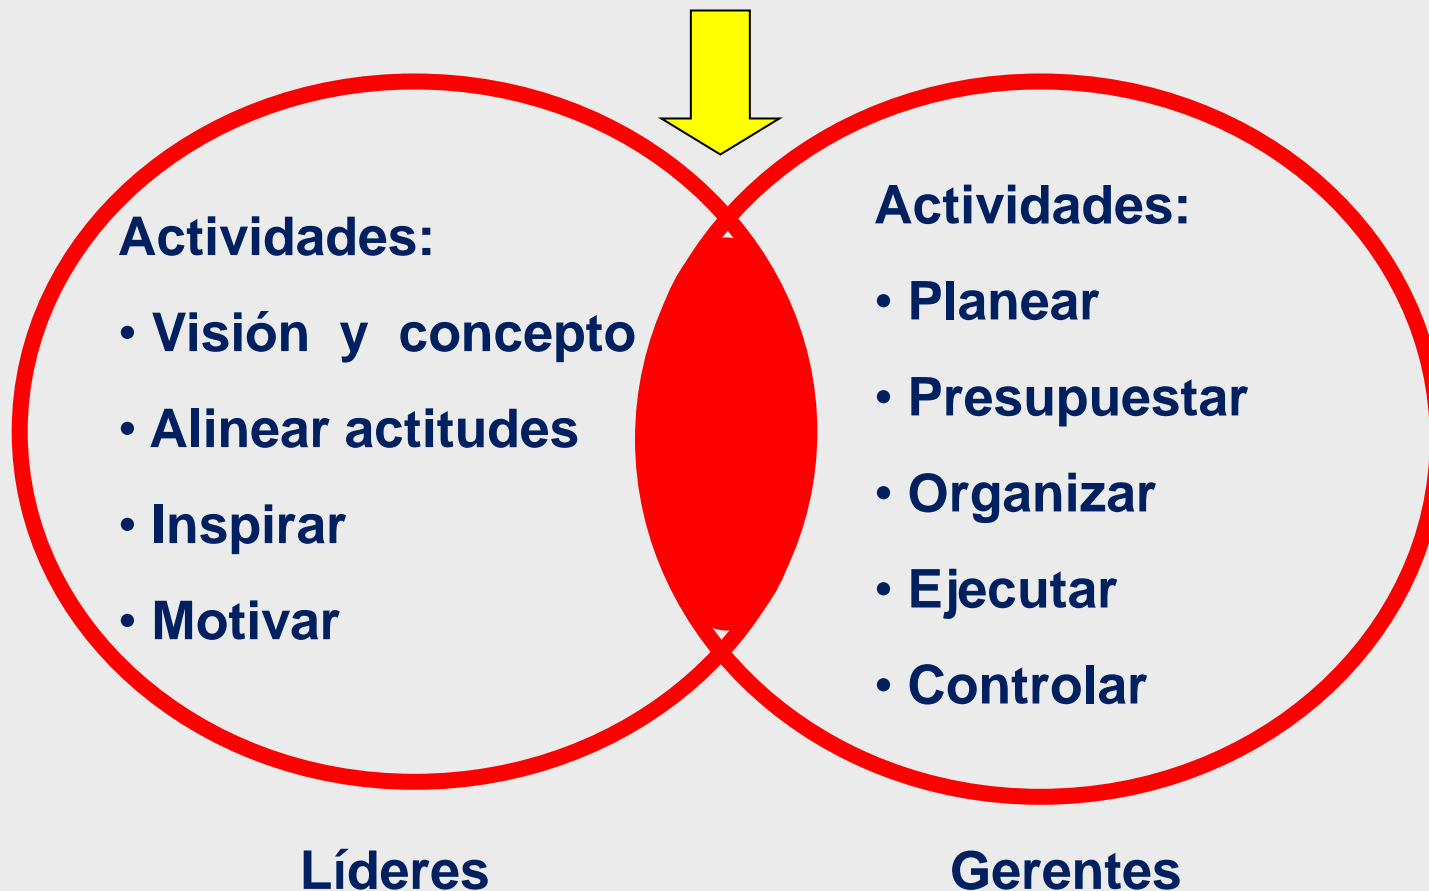 Actividades:
• Visión y concepto
• Alinear actitudes
• Inspirar
• Motivar
Líderes
Actividades:
• Planear
• Presupuestar
• Organizar
• Ejecutar
• Controlar
Gerentes